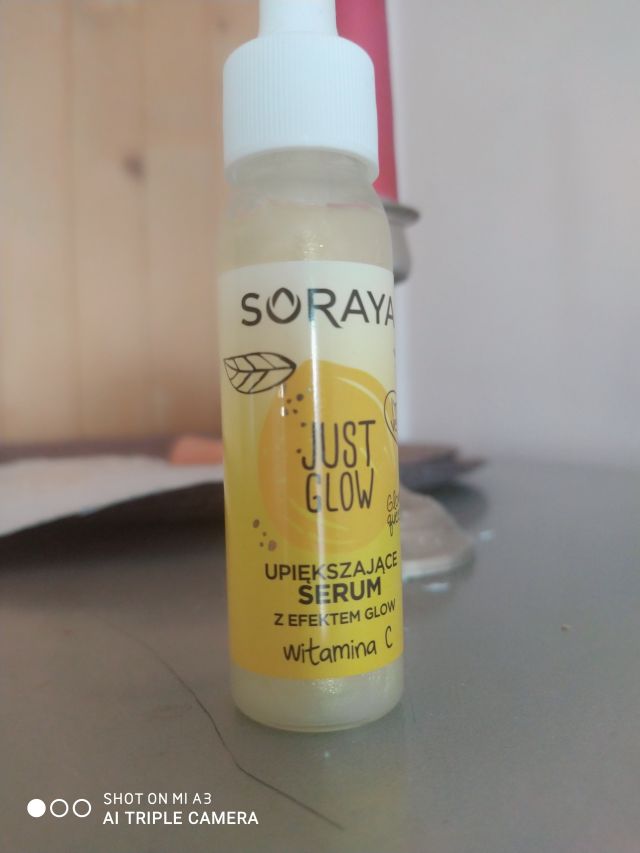 SORAYA
JUST
GLOW
UPIĘKSZAJĄCE
SERUM
Z EFEKTEM GLOW
witamina C
SHOT ON MI A3
AI TRIPLE CAMERA